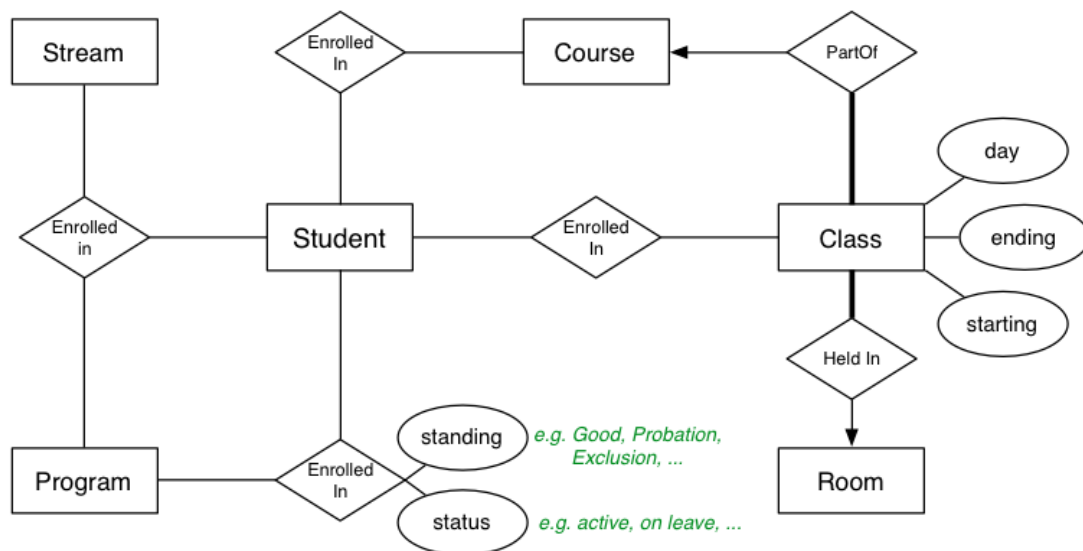 Stream
Enrolled
In
Course
PartOf
day
Enrolled
in
Student
Enrolled
In
Class
ending
starting
Held In
standing
e.g. Good, Probation,
Exclusion, ...
Program
Enrolled
In
Room
status
e.g. active, on leave, ...